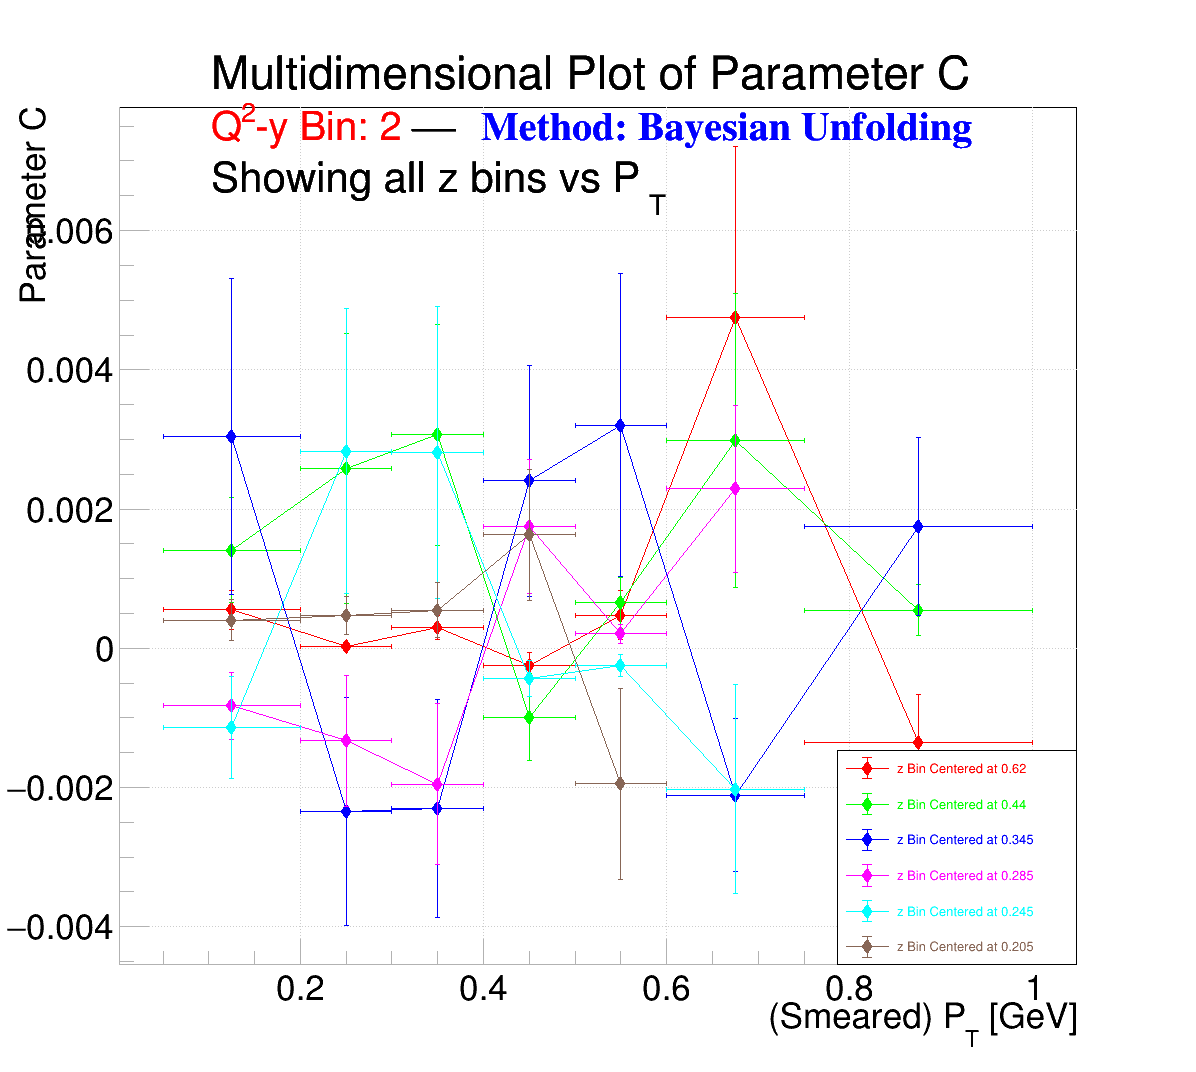 Multidimensional Plot of Parameter C
Q²-y Bin: 2 — Method: Bayesian Unfolding
Showing all z bins vs P_T
Parameter C
0.006
0.004
0.002
0
−0.002
−0.004
z Bin Centered at 0.62
z Bin Centered at 0.44
z Bin Centered at 0.345
z Bin Centered at 0.285
z Bin Centered at 0.245
z Bin Centered at 0.205
0.2 0.4 0.6 0.8 1
(Smeared) P_T [GeV]